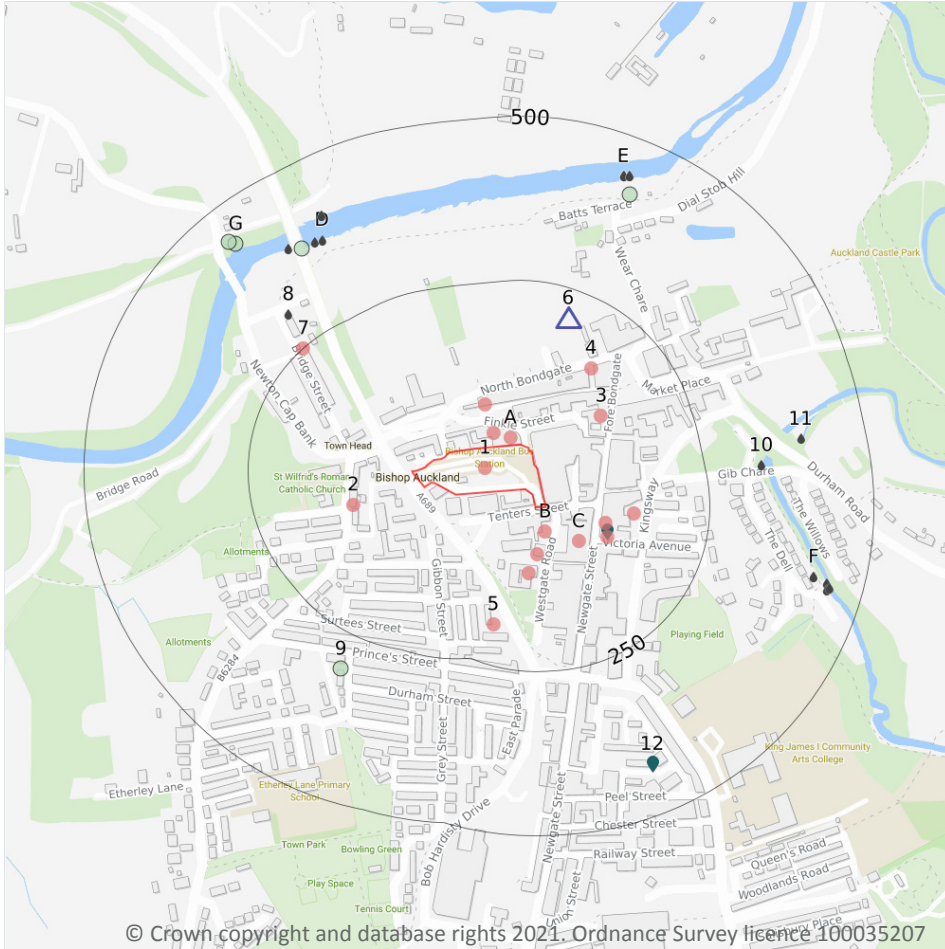 500
E
Batts Terrace
Dial Stob Hill
G
D
Auckland Castle Park
Wear Chare
8
6
7
4
Bridge Street
North Bondgate
Fore Bondgate
Market Place
Newton Cap Bank
3
A
Finkle Street
Town Head
1
Bishop Auckland Bus
Station
11
10
Bridge Road
St Wilfrid's Roman
Catholic Church
2
Bishop Auckland
A689
Gib Chare
Durham Road
Kingsway
The Willows
The Dell
Tenters Street
B
C
Victoria Avenue
Allotments
Gibbon Street
Westgate Road
Newgate Street
F
5
Surtees Street
Allotments
Playing Field
250
B6284
9
Prince's Street
Durham Street
Grey Street
East Parade
12
King James I Community
Arts College
Etherley Lane
Etherley Lane Primary
School
Peel Street
Newgate Street
Bob Hardisty Drive
Chester Street
Town Park
Bowling Green
Railway Street
Queen's Road
Woodlands Road
Play Space
Tennis Court
Union Street
© Crown copyright and database rights 2021. Ordnance Survey licence 100035207